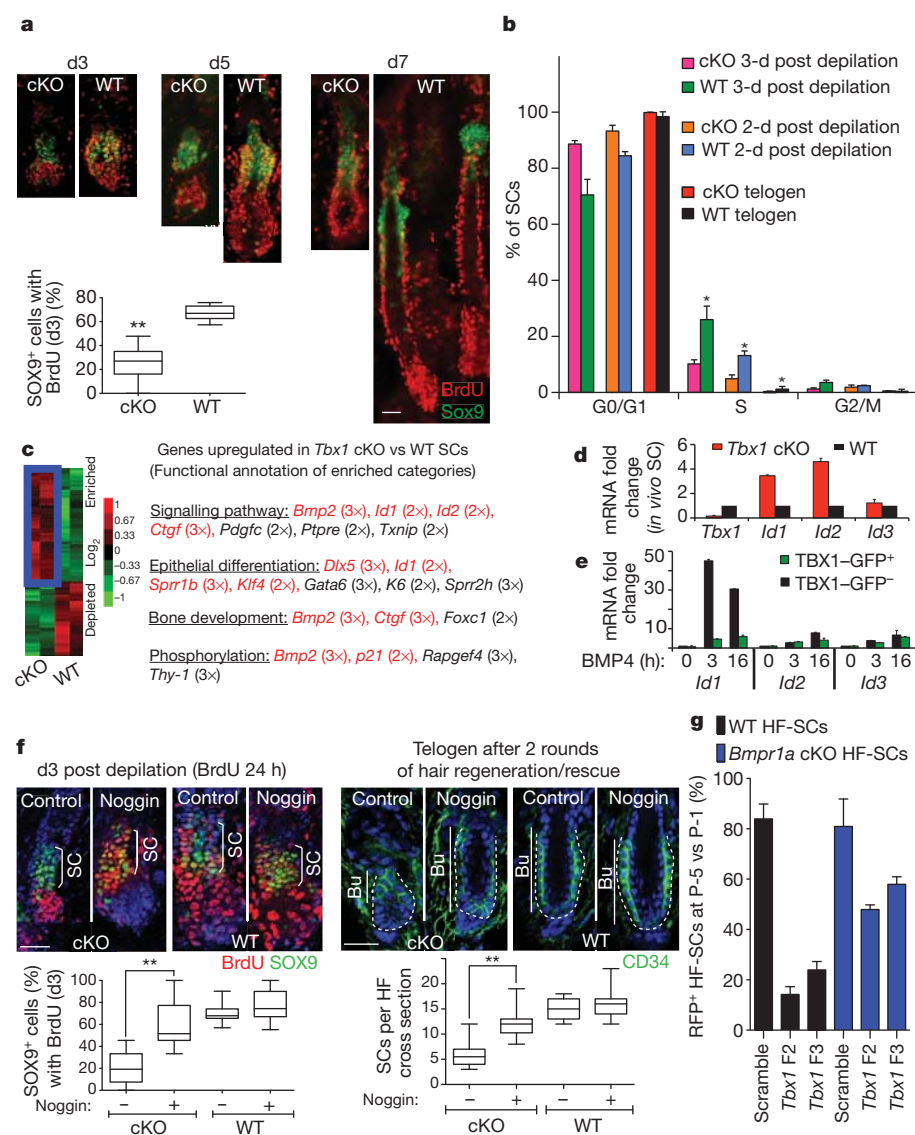 a
d3
d5
d7
cKO WT
cKO WT
cKO WT
BrdU
Sox9
SOX9+ cells with
BrdU (d3) (%)
80
60
40
20
0
**
cKO WT
b
cKO 3-d post depilation
WT 3-d post depilation
cKO 2-d post depilation
WT 2-d post depilation
cKO telogen
WT telogen
% of SCs
100
80
60
40
20
0
*
*
*
G0/G1 S G2/M
c
Genes upregulated in Tbx1 cKO vs WT SCs
(Functional annotation of enriched categories)
Enriched
Depleted
Log2
1
0.67
0.33
0
−0.33
−0.67
−1
cKO WT
Signalling pathway: Bmp2 (3×), Id1 (2×), Id2 (2×),
Ctgf (3×), Pdgfc (2×), Ptpre (2×), Txnip (2×)
Epithelial differentiation: Dlx5 (3×), Id1 (2×),
Sprr1b (3×), Klf4 (2×), Gata6 (3×), K6 (2×), Sprr2h (3×)
Bone development: Bmp2 (3×), Ctgf (3×), Foxc1 (2×)
Phosphorylation: Bmp2 (3×), p21 (2×), Rapgef4 (3×),
Thy-1 (3×)
d
Tbx1 cKO WT
mRNA fold
change
(in vivo SC)
6
4
2
0
Tbx1 Id1 Id2 Id3
e
TBX1–GFP+
TBX1–GFP−
mRNA fold
change
50
30
10
BMP4 (h): 0 3 16 0 3 16 0 3 16
Id1 Id2 Id3
f
d3 post depilation (BrdU 24 h)
Control Noggin Control Noggin
SC SC SC SC
cKO WT
BrdU SOX9
SOX9+ cells (%)
with BrdU (d3)
100
80
60
40
20
0
**
Noggin: − + − +
cKO WT
Telogen after 2 rounds
of hair regeneration/rescue
Control Noggin Control Noggin
Bu Bu Bu Bu
cKO WT
CD34
SCs per HF
cross section
15
10
5
0
**
Noggin: − + − +
cKO WT
g
WT HF-SCs
Bmpr1a cKO HF-SCs
RFP+ HF-SCs at P-5 vs P-1 (%)
100
80
60
40
20
0
Scramble
Tbx1 F2
Tbx1 F3
Scramble
Tbx1 F2
Tbx1 F3